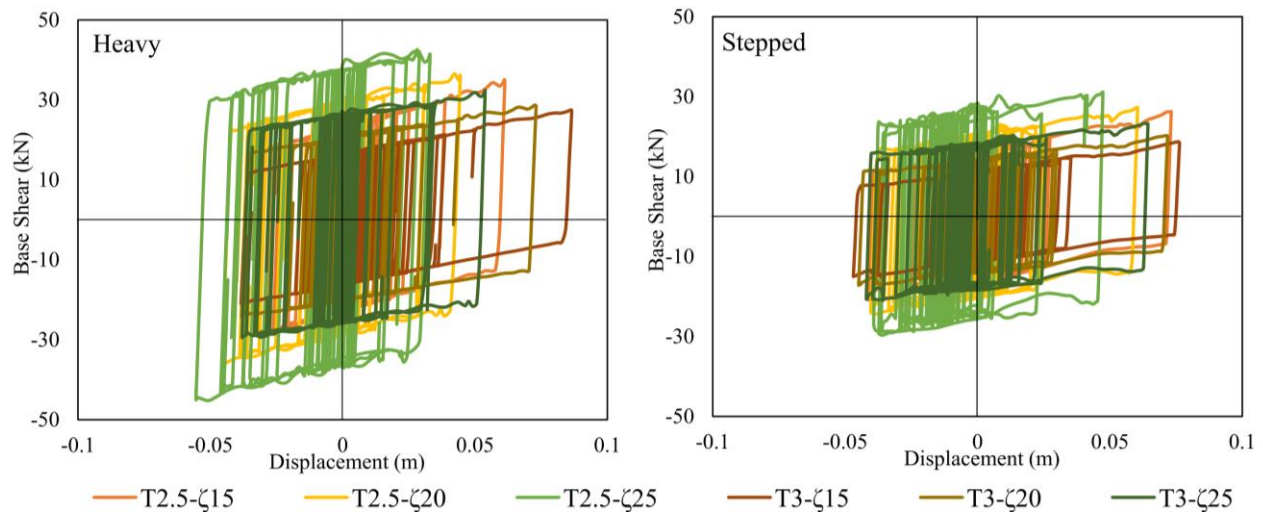 Heavy
Base Shear (kN)
50
30
10
-10
-30
-50
-0.1
-0.05
0
0.05
0.1
Displacement (m)
Stepped
Base Shear (kN)
50
30
10
-10
-30
-50
-0.1
-0.05
0
0.05
0.1
Displacement (m)
T2.5-ζ15
T2.5-ζ20
T2.5-ζ25
T3-ζ15
T3-ζ20
T3-ζ25